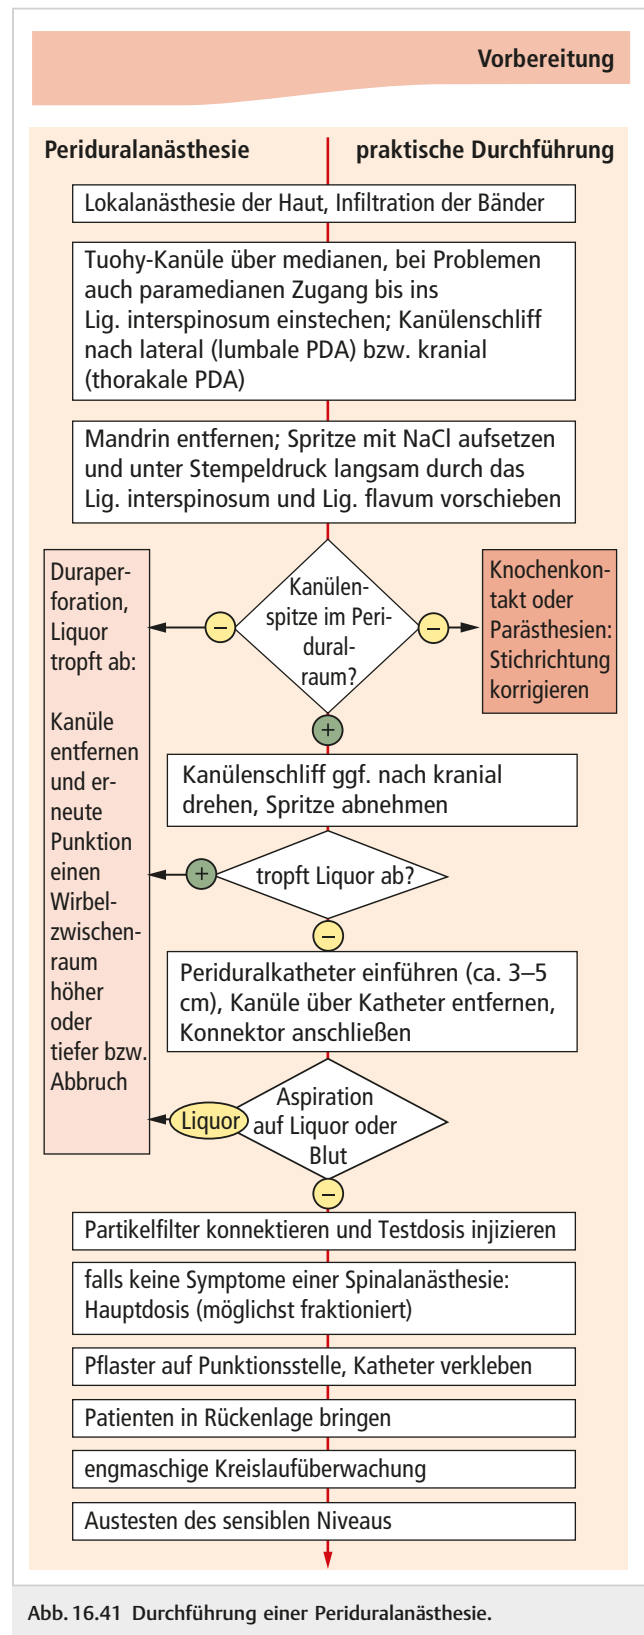 Vorbereitung
Periduralanästhesie
praktische Durchführung
Lokalanästhesie der Haut, Infiltration der Bänder
Tuohy-Kanüle über medianen, bei Problemen
auch paramedianen Zugang bis ins
Lig. interspinosum einstechen; Kanülenschliff
nach lateral (lumbale PDA) bzw. kranial
(thorakale PDA)
Mandrin entfernen; Spritze mit NaCl aufsetzen
und unter Stempeldruck langsam durch das
Lig. interspinosum und Lig. flavum vorschieben
Duraper-
foration,
Liquor
tropft ab:
Kanüle
entfernen
und er-
neute
Punktion
einen
Wirbel-
zwischen-
raum
höher
oder
tiefer bzw.
Abbruch
–
Kanülen-
spitze im Peri-
dural-
raum?
–
Knochenkon-
takt oder
Parästhesien:
Stichrichtung
korrigieren
+
Kanülenschliff ggf. nach kranial
drehen, Spritze abnehmen
+
tropft Liquor ab?
–
Periduralkatheter einführen (ca. 3–5
cm), Kanüle über Katheter entfernen,
Konnektor anschließen
Liquor
Aspiration
auf Liquor oder
Blut
–
Partikelfilter konnektieren und Testdosis injizieren
falls keine Symptome einer Spinalanästhesie:
Hauptdosis (möglichst fraktioniert)
Pflaster auf Punktionsstelle, Katheter verkleben
Patienten in Rückenlage bringen
engmaschige Kreislaufüberwachung
Austesten des sensiblen Niveaus
Abb. 16.41 Durchführung einer Periduralanästhesie.